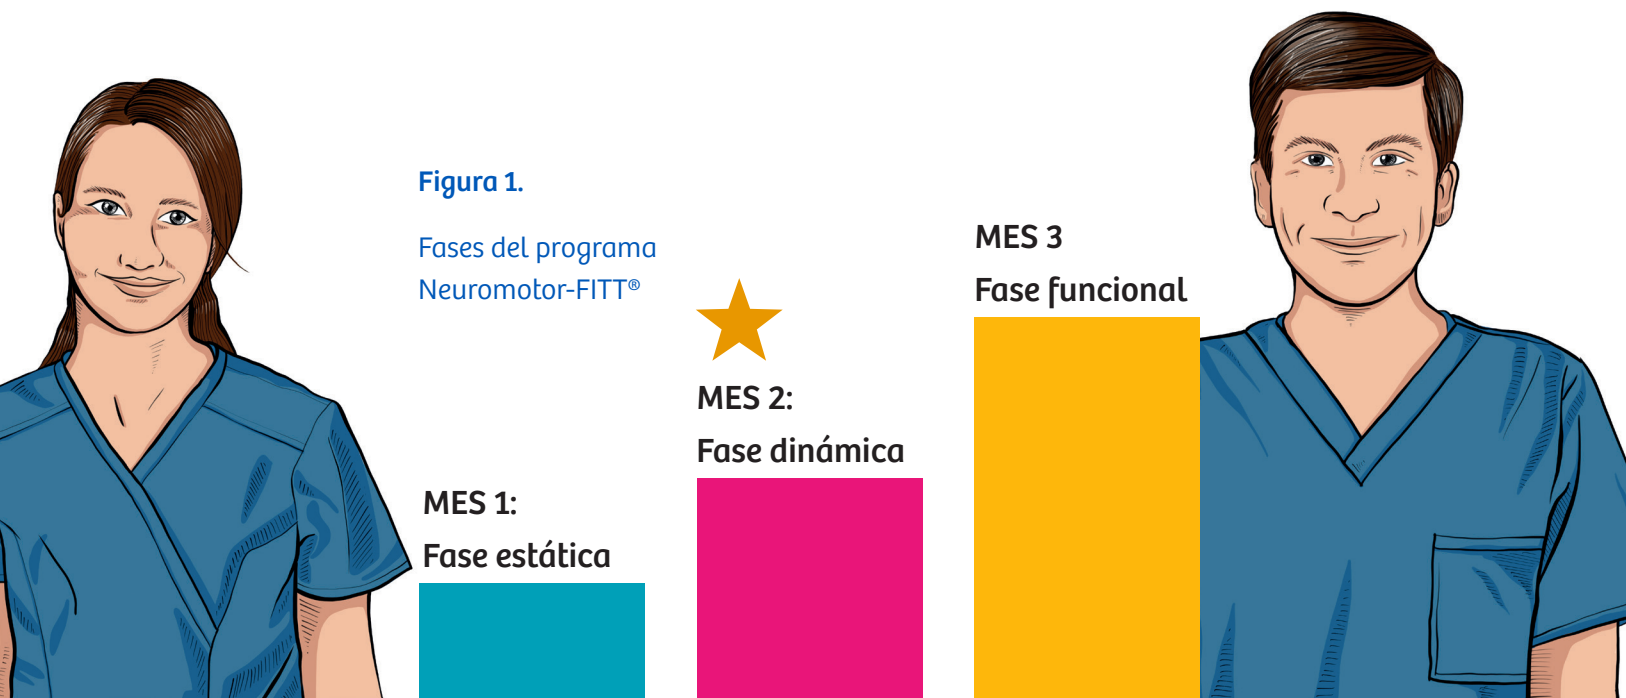 Figura 1.
Fases del programa
Neuromotor-FITT®
MES 1:
Fase estática
MES 2:
Fase dinámica
MES 3
Fase funcional